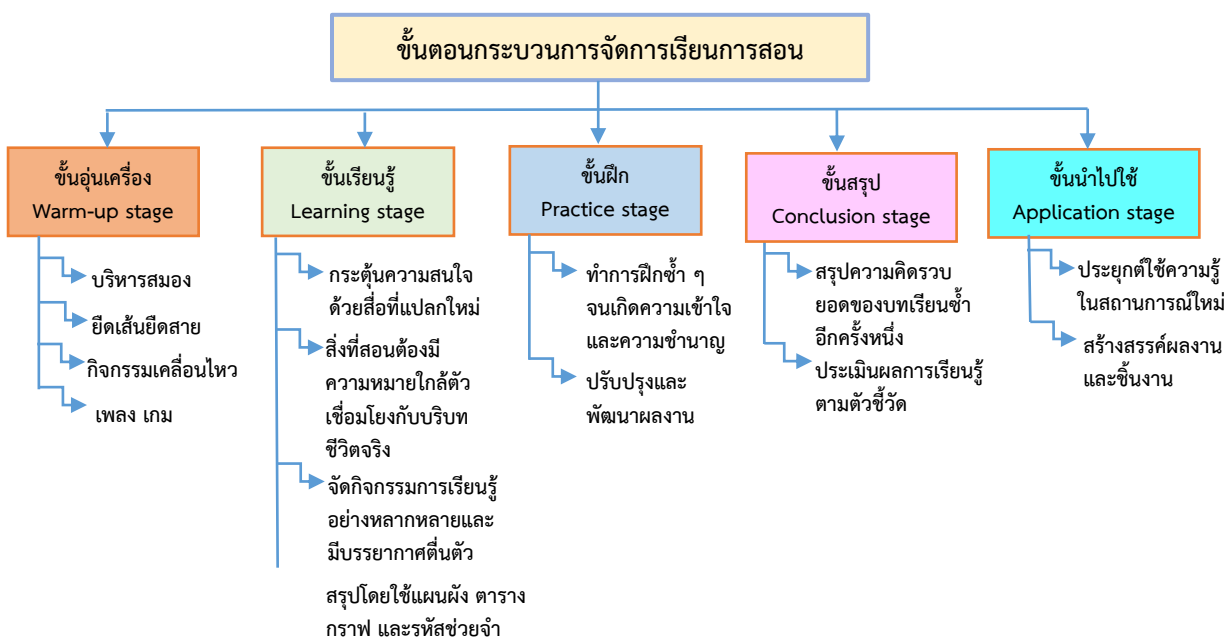 ขั้นตอนกระบวนการจัดการเรียนการสอน
ขั้นอุ่นเครื่อง
Warm-up stage
บริหารสมอง
ยืดเส้นยืดสาย
กิจกรรมเคลื่อนไหว
เพลง เกม
ขั้นเรียนรู้
Learning stage
กระตุ้นความสนใจ
ด้วยสื่อที่แปลกใหม่
สิ่งที่สอนต้องมี
ความหมายใกล้ตัว
เชื่อมโยงกับบริบท
ชีวิตจริง
จัดกิจกรรมการเรียนรู้
อย่างหลากหลายและ
มีบรรยากาศตื่นตัว
สรุปโดยใช้แผนผัง ตาราง
กราฟ และรหัสช่วยจำ
ขั้นฝึก
Practice stage
ทำการฝึกซ้ำ ๆ
จนเกิดความเข้าใจ
และความชำนาญ
ปรับปรุงและ
พัฒนาผลงาน
ขั้นสรุป
Conclusion stage
สรุปความคิดรวบ
ยอดของบทเรียนซ้ำ
อีกครั้งหนึ่ง
ประเมินผลการเรียนรู้
ตามตัวชี้วัด
ขั้นนำไปใช้
Application stage
ประยุกต์ใช้ความรู้
ในสถานการณ์ใหม่
สร้างสรรค์ผลงาน
และชิ้นงาน